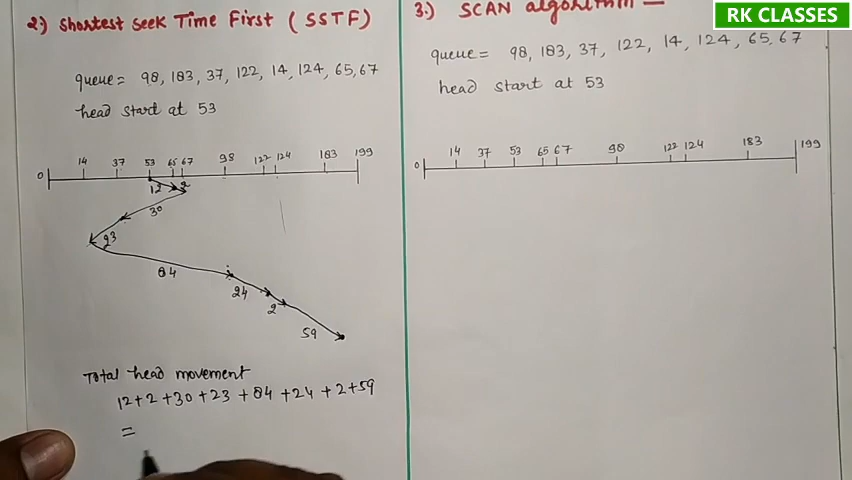 2) Shortest Seek Time First (SSTF)
queue = 98, 183, 37, 122, 14, 124, 65, 67
head start at 53
0 14 37 53 65 67 98 122 124 183 199
12 2
30
23
84
24
2
59
Total head movement
12+2+30+23+84+24+2+59
=
3.) SCAN algorithm —
RK CLASSES
queue = 98, 183, 37, 122, 14, 124, 65, 67
head start at 53
0 14 37 53 65 67 98 122 124 183 199